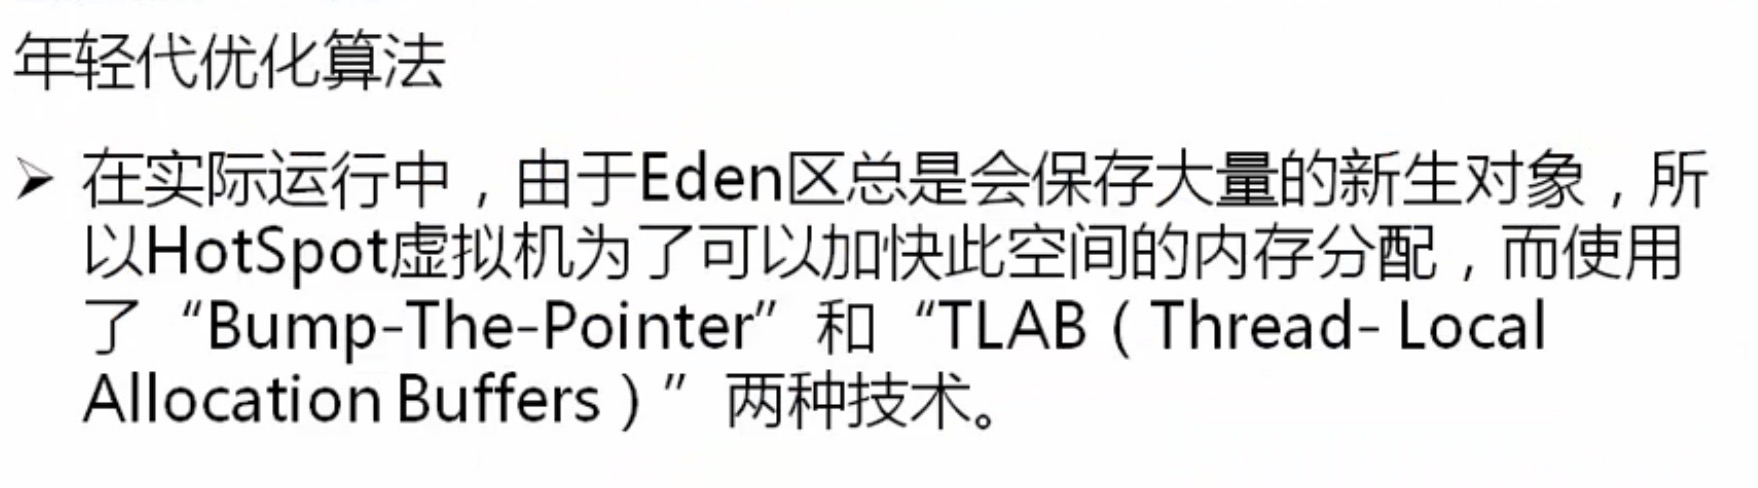 年轻代优化算法
➢ 在实际运行中，由于Eden区总是会保存大量的新生对象，所
以HotSpot虚拟机为了可以加快此空间的内存分配，而使用
了“Bump-The-Pointer”和“TLAB（Thread- Local
Allocation Buffers）”两种技术。